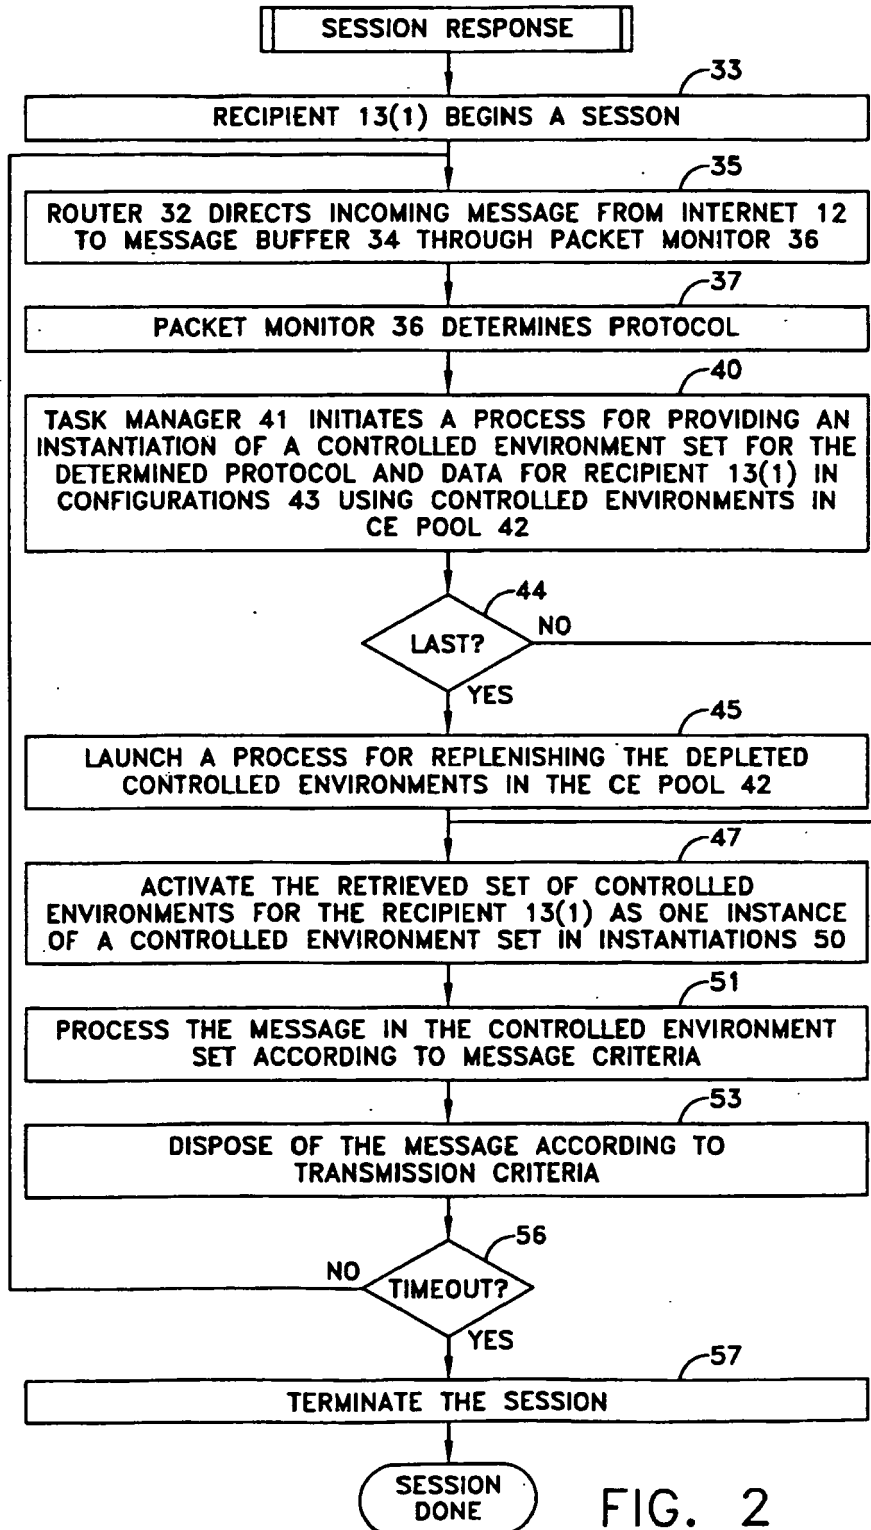 SESSION RESPONSE
33
RECIPIENT 13(1) BEGINS A SESSON
35
ROUTER 32 DIRECTS INCOMING MESSAGE FROM INTERNET 12
TO MESSAGE BUFFER 34 THROUGH PACKET MONITOR 36
37
PACKET MONITOR 36 DETERMINES PROTOCOL
40
TASK MANAGER 41 INITIATES A PROCESS FOR PROVIDING AN
INSTANTIATION OF A CONTROLLED ENVIRONMENT SET FOR THE
DETERMINED PROTOCOL AND DATA FOR RECIPIENT 13(1) IN
CONFIGURATIONS 43 USING CONTROLLED ENVIRONMENTS IN
CE POOL 42
44
LAST?
NO
YES
45
LAUNCH A PROCESS FOR REPLENISHING THE DEPLETED
CONTROLLED ENVIRONMENTS IN THE CE POOL 42
47
ACTIVATE THE RETRIEVED SET OF CONTROLLED
ENVIRONMENTS FOR THE RECIPIENT 13(1) AS ONE INSTANCE
OF A CONTROLLED ENVIRONMENT SET IN INSTANTIATIONS 50
51
PROCESS THE MESSAGE IN THE CONTROLLED ENVIRONMENT
SET ACCORDING TO MESSAGE CRITERIA
53
DISPOSE OF THE MESSAGE ACCORDING TO
TRANSMISSION CRITERIA
56
NO
TIMEOUT?
YES
57
TERMINATE THE SESSION
SESSION
DONE
FIG. 2